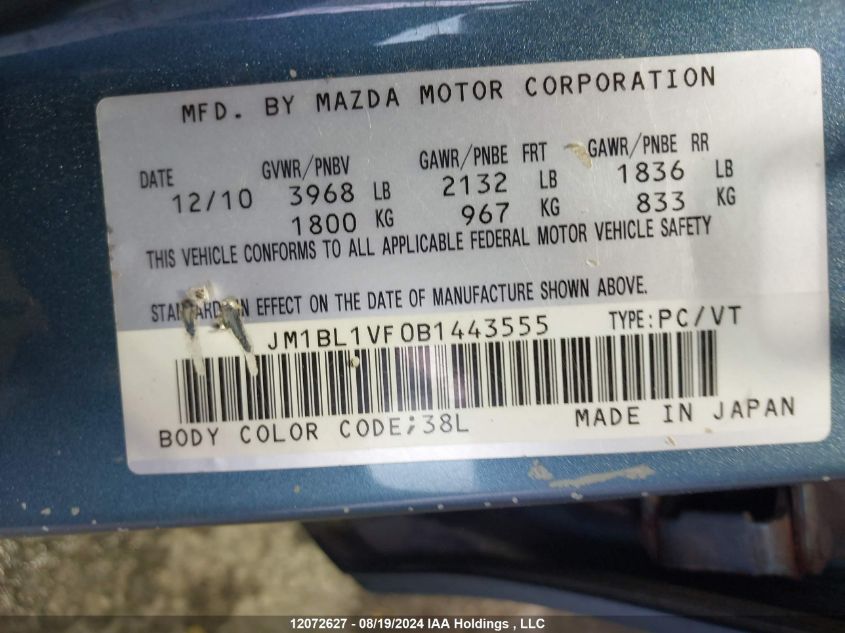 MFD. BY MAZDA MOTOR CORPORATION
DATE GVWR/PNBV GAWR/PNBE FRT GAWR/PNBE RR
12/10 3968 LB 2132 LB 1836 LB
1800 KG 967 KG 833 KG
THIS VEHICLE CONFORMS TO ALL APPLICABLE FEDERAL MOTOR VEHICLE SAFETY
IN EFFECT ON THE DATE OF MANUFACTURE SHOWN ABOVE.
JM1BL1VF0B1443555 TYPE:PC/VT
BODY COLOR CODE;38L MADE IN JAPAN
12072627 - 08/19/2024 IAA Holdings , LLC